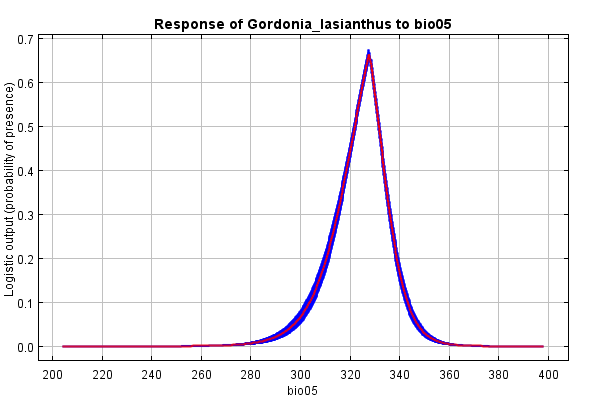 Response of Gordonia_lasianthus to bio05
Logistic output (probability of presence)
0.7
0.6
0.5
0.4
0.3
0.2
0.1
0.0
200 220 240 260 280 300 320 340 360 380 400
bio05